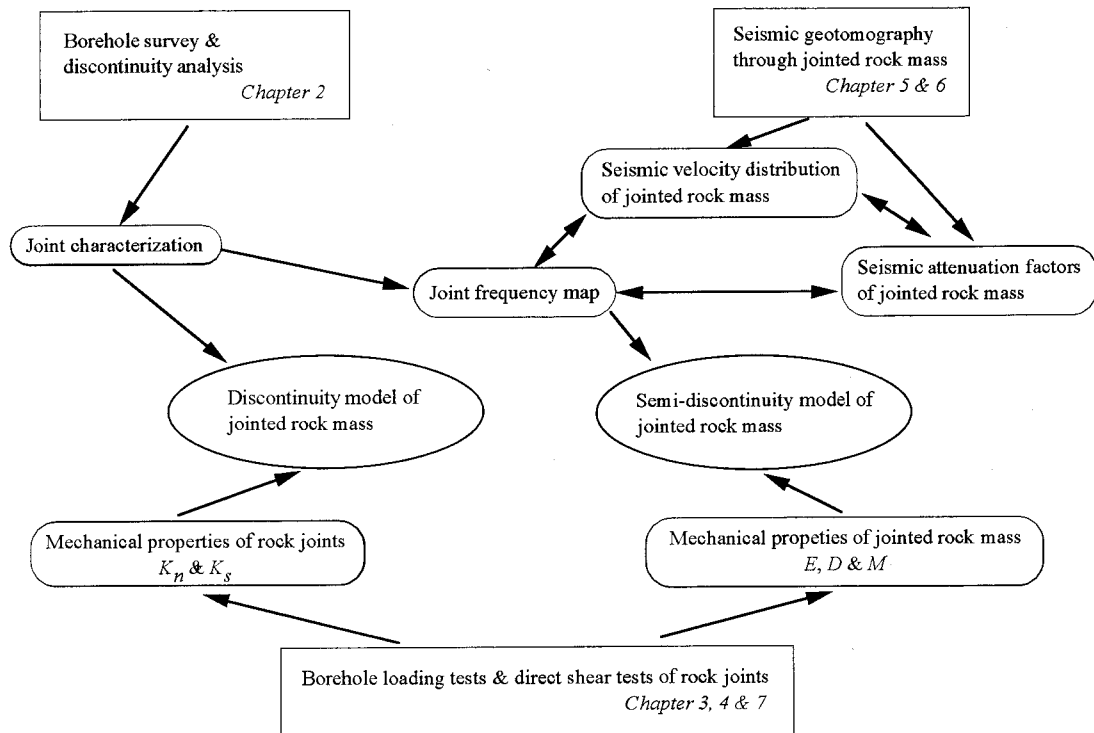 Borehole survey &
discontinuity analysis
Chapter 2
Seismic geotomography
through jointed rock mass
Chapter 5 & 6
Seismic velocity distribution
of jointed rock mass
Joint characterization
Joint frequency map
Seismic attenuation factors
of jointed rock mass
Discontinuity model of
jointed rock mass
Semi-discontinuity model of
jointed rock mass
Mechanical properties of rock joints
Kn & Ks
Mechanical propeties of jointed rock mass
E, D & M
Borehole loading tests & direct shear tests of rock joints
Chapter 3, 4 & 7